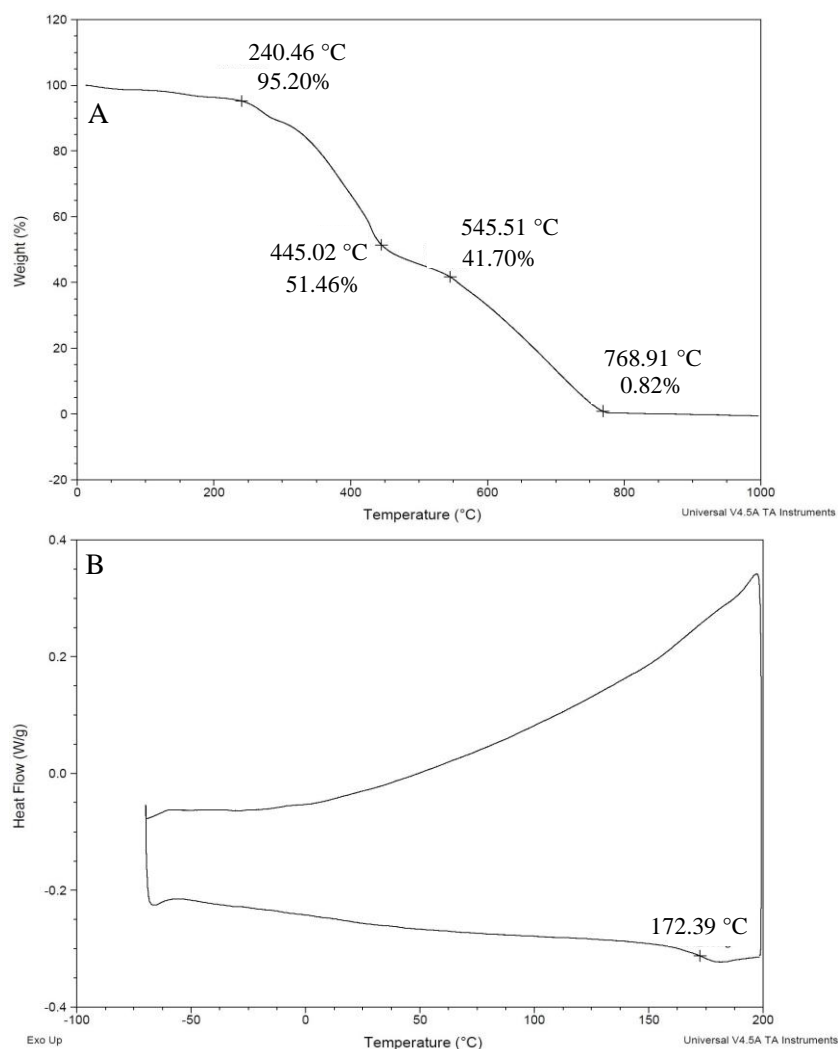 120
240.46 °C
95.20%
100
A
80
60
545.51 °C
41.70%
445.02 °C
51.46%
40
768.91 °C
0.82%
20
0
-20
0
200
400
600
800
1000
Weight (%)
Temperature (°C)
Universal V4.5A TA Instruments
0.4
B
0.2
0.0
-0.2
172.39 °C
-0.4
-100
-50
0
50
100
150
200
Heat Flow (W/g)
Exo Up
Temperature (°C)
Universal V4.5A TA Instruments